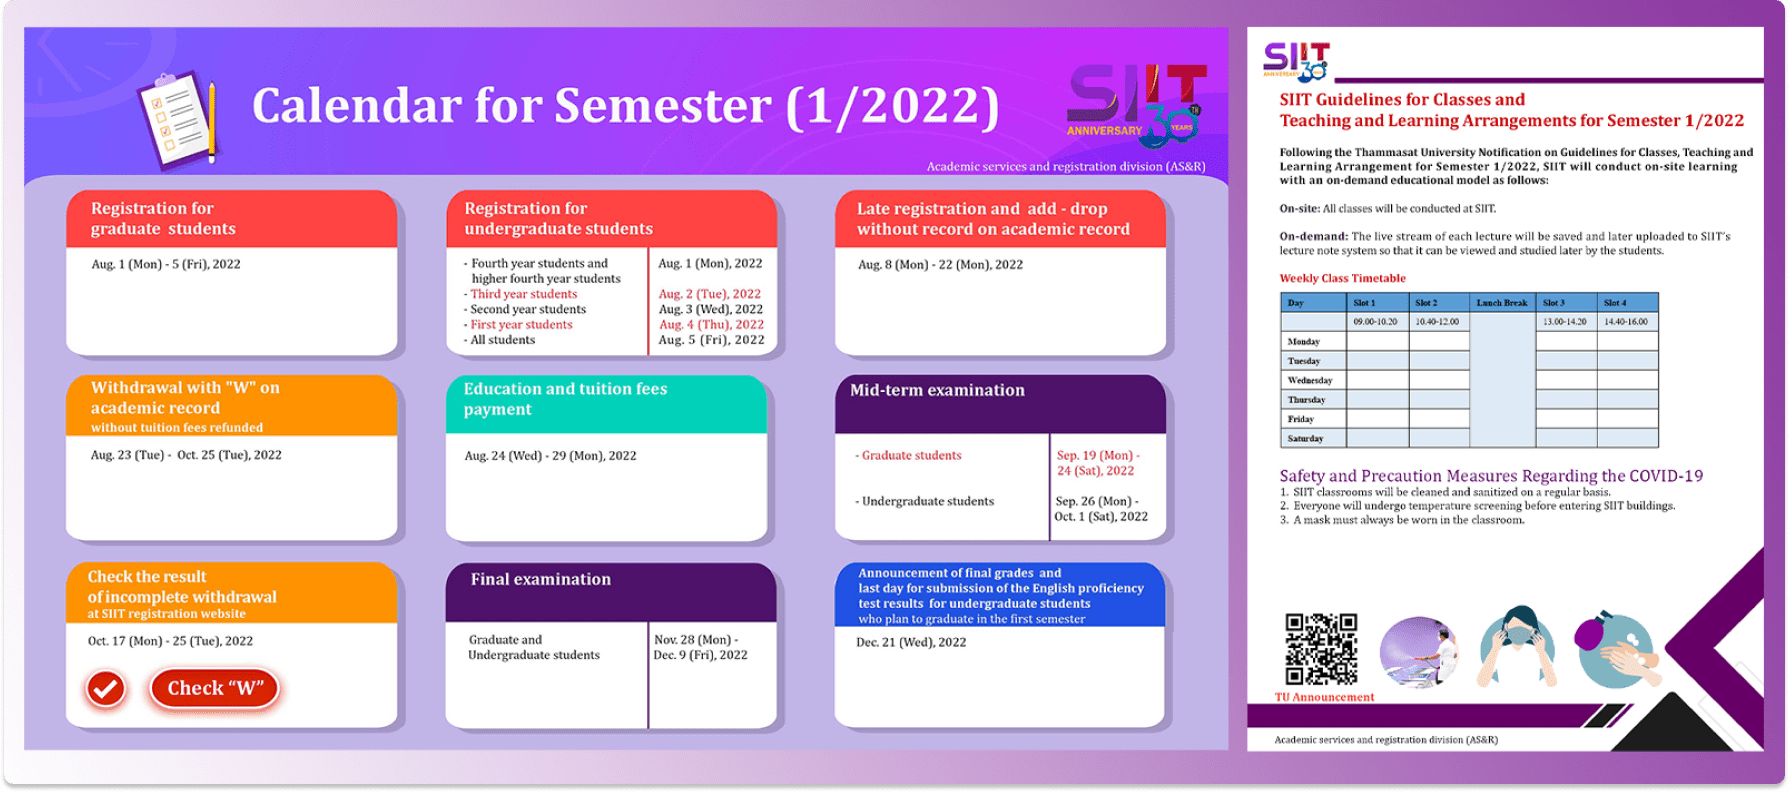 Calendar for Semester (1/2022)
SIIT
ANNIVERSARY 30 YEARS
TU
Academic services and registration division (AS&R)
Registration for
graduate students
Aug. 1 (Mon) - 5 (Fri), 2022
Registration for
undergraduate students
- Fourth year students and
higher fourth year students
Aug. 1 (Mon), 2022
- Third year students Aug. 2 (Tue), 2022
- Second year students Aug. 3 (Wed), 2022
- First year students Aug. 4 (Thu), 2022
- All students Aug. 5 (Fri), 2022
Late registration and add - drop
without record on academic record
Aug. 8 (Mon) - 22 (Mon), 2022
Withdrawal with "W" on
academic record
without tuition fees refunded
Aug. 23 (Tue) - Oct. 25 (Tue), 2022
Education and tuition fees
payment
Aug. 24 (Wed) - 29 (Mon), 2022
Mid-term examination
- Graduate students
Sep. 19 (Mon) -
24 (Sat), 2022
- Undergraduate students
Sep. 26 (Mon) -
Oct. 1 (Sat), 2022
Check the result
of incomplete withdrawal
at SIIT registration website
Oct. 17 (Mon) - 25 (Tue), 2022
Check “W”
Final examination
Graduate and
Undergraduate students
Nov. 28 (Mon) -
Dec. 9 (Fri), 2022
Announcement of final grades and
last day for submission of the English proficiency
test results for undergraduate students
who plan to graduate in the first semester
Dec. 21 (Wed), 2022
SIIT
ANNIVERSARY 30
SIIT Guidelines for Classes and
Teaching and Learning Arrangements for Semester 1/2022
Following the Thammasat University Notification on Guidelines for Classes, Teaching and
Learning Arrangement for Semester 1/2022, SIIT will conduct on-site learning
with an on-demand educational model as follows:
On-site: All classes will be conducted at SIIT.
On-demand: The live stream of each lecture will be saved and later uploaded to SIIT's
lecture note system so that it can be viewed and studied later by the students.
Weekly Class Timetable
Day Slot 1 Slot 2 Lunch Break Slot 3 Slot 4
09.00-10.20 10.40-12.00 13.00-14.20 14.40-16.00
Monday
Tuesday
Wednesday
Thursday
Friday
Saturday
Safety and Precaution Measures Regarding the COVID-19
1. SIIT classrooms will be cleaned and sanitized on a regular basis.
2. Everyone will undergo temperature screening before entering SIIT buildings.
3. A mask must always be worn in the classroom.
TU Announcement
Academic services and registration division (AS&R)